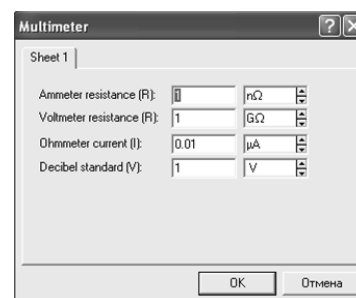 Multimeter
Sheet 1
Ammeter resistance (R): 1 nΩ
Voltmeter resistance (R): 1 GΩ
Ohmmeter current (I): 0.01 µA
Decibel standard (V): 1 V
OK Отмена